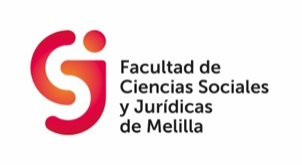 Facultad de
Ciencias Sociales
y Jurídicas
de Melilla